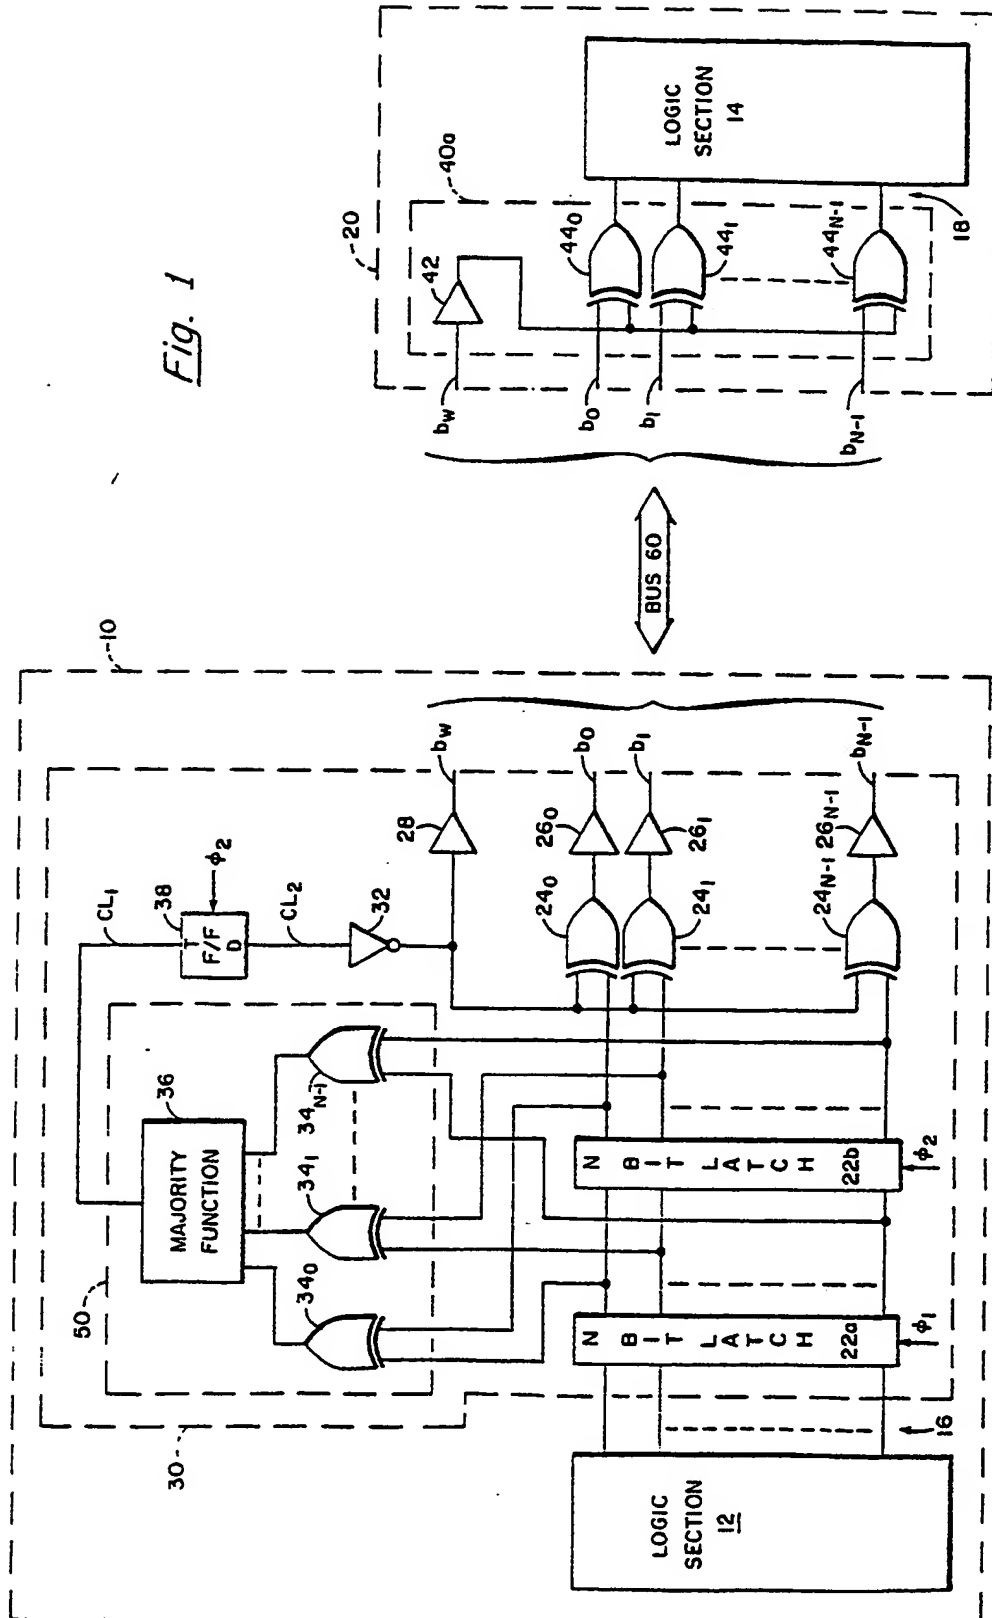 Fig. 1
10
30
50
MAJORITY
FUNCTION
36
34₀
34₁
34N-1
CL₁
38
T
F/F
D
ϕ₂
CL₂
32
28
bW
24₀
26₀
b₀
24₁
26₁
b₁
24N-1
26N-1
bN-1
LOGIC
SECTION
12
16
N BIT LATCH
22a
ϕ₁
N BIT LATCH
22b
ϕ₂
BUS 60
20
40a
42
bW
b₀
b₁
bN-1
44₀
44₁
44N-1
18
LOGIC
SECTION
14